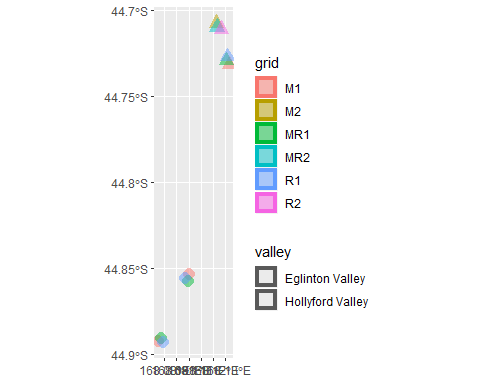 44.7°S
44.75°S
44.8°S
44.85°S
44.9°S
grid
M1
M2
MR1
MR2
R1
R2
valley
Eglinton Valley
Hollyford Valley